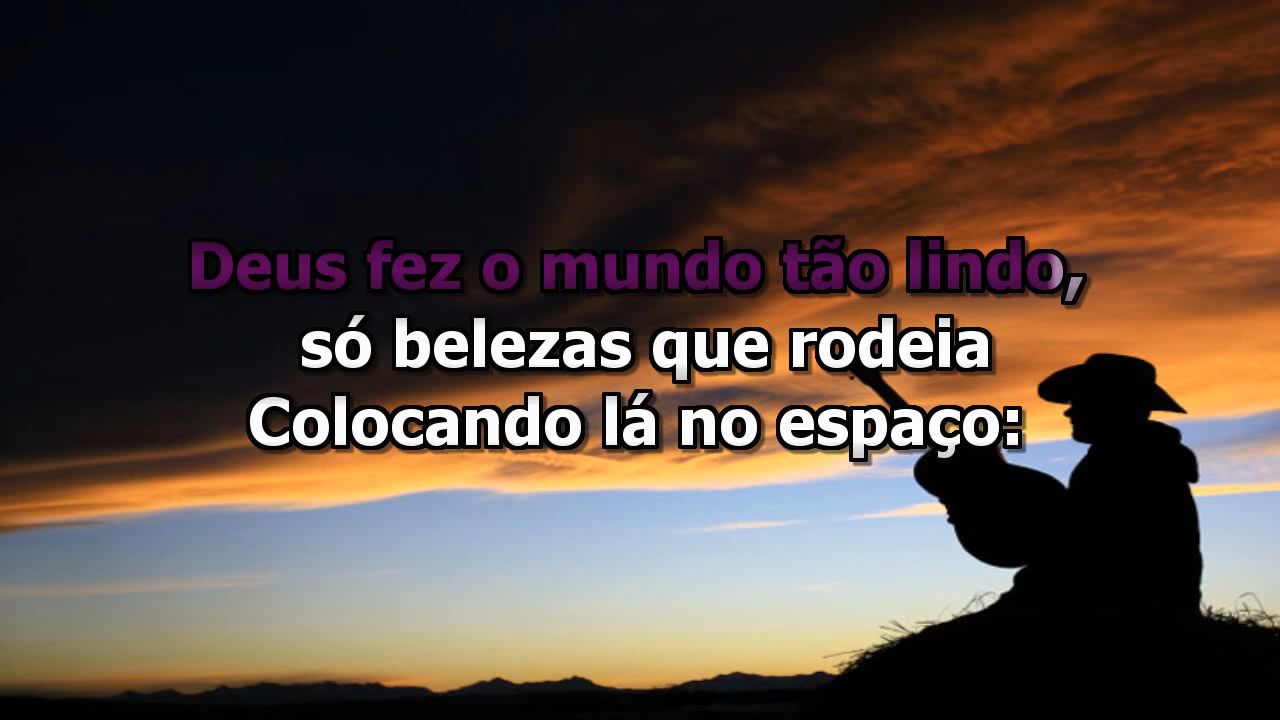 Deus fez o mundo tão lindo,
só belezas que rodeia
Colocando lá no espaço: